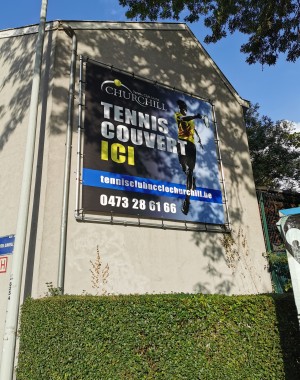 CHURCHILL
TENNIS
COUVERT
ICI
tennisclubuccleChurchill.be
0473 28 61 66
H